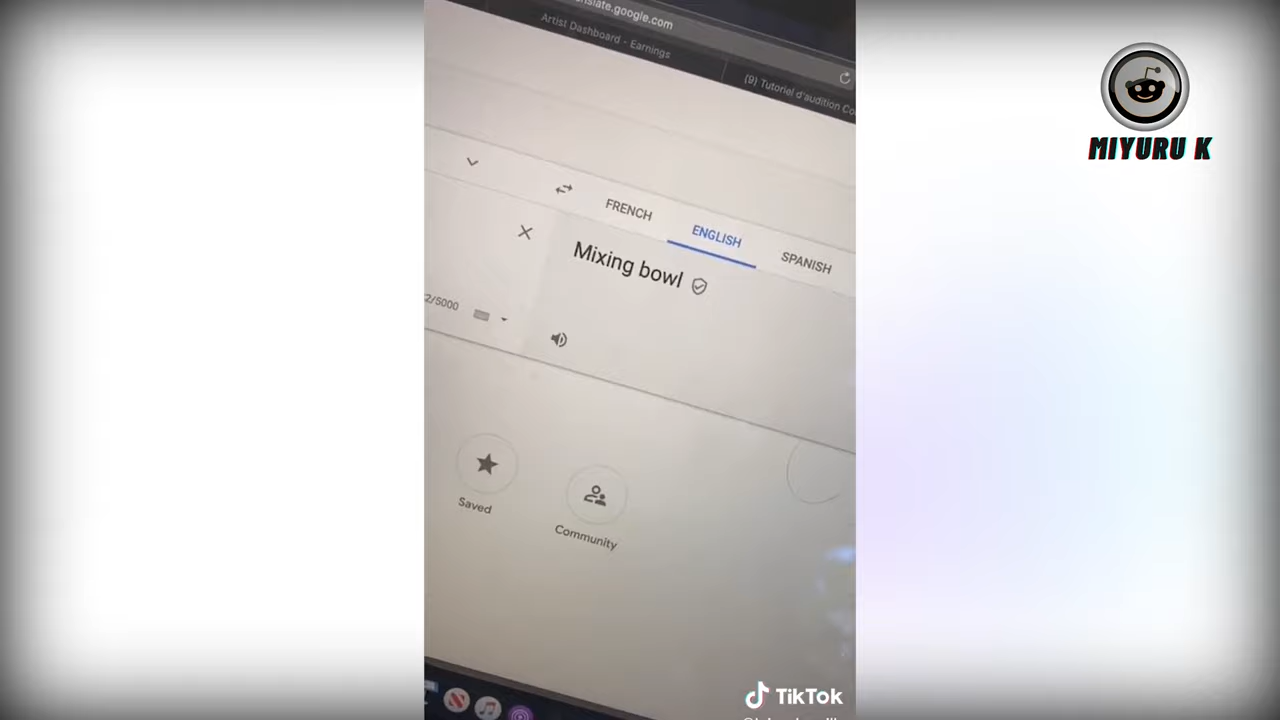 nslate.google.com
Artist Dashboard - Earnings
(9) Tutoriel d'audition Co
FRENCH
ENGLISH
SPANISH
Mixing bowl
2/5000
Saved
Community
MIYURU K
TikTok